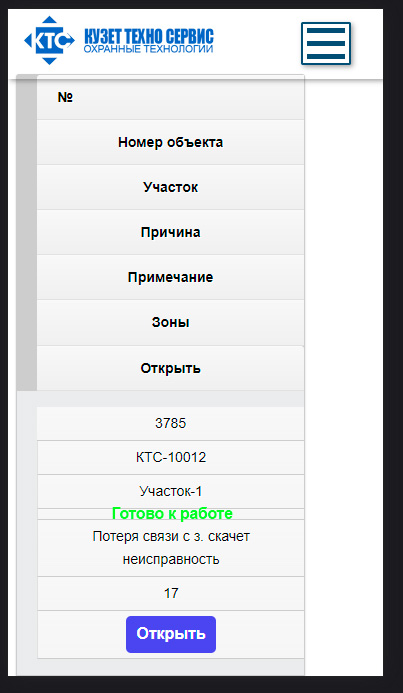 КТС
КУЗЕТ ТЕХНО СЕРВИС
ОХРАННЫЕ ТЕХНОЛОГИИ
№
Номер объекта
Участок
Причина
Примечание
Зоны
Открыть
3785
КТС-10012
Участок-1
Готово к работе
Потеря связи с з. скачет
неисправность
17
Открыть